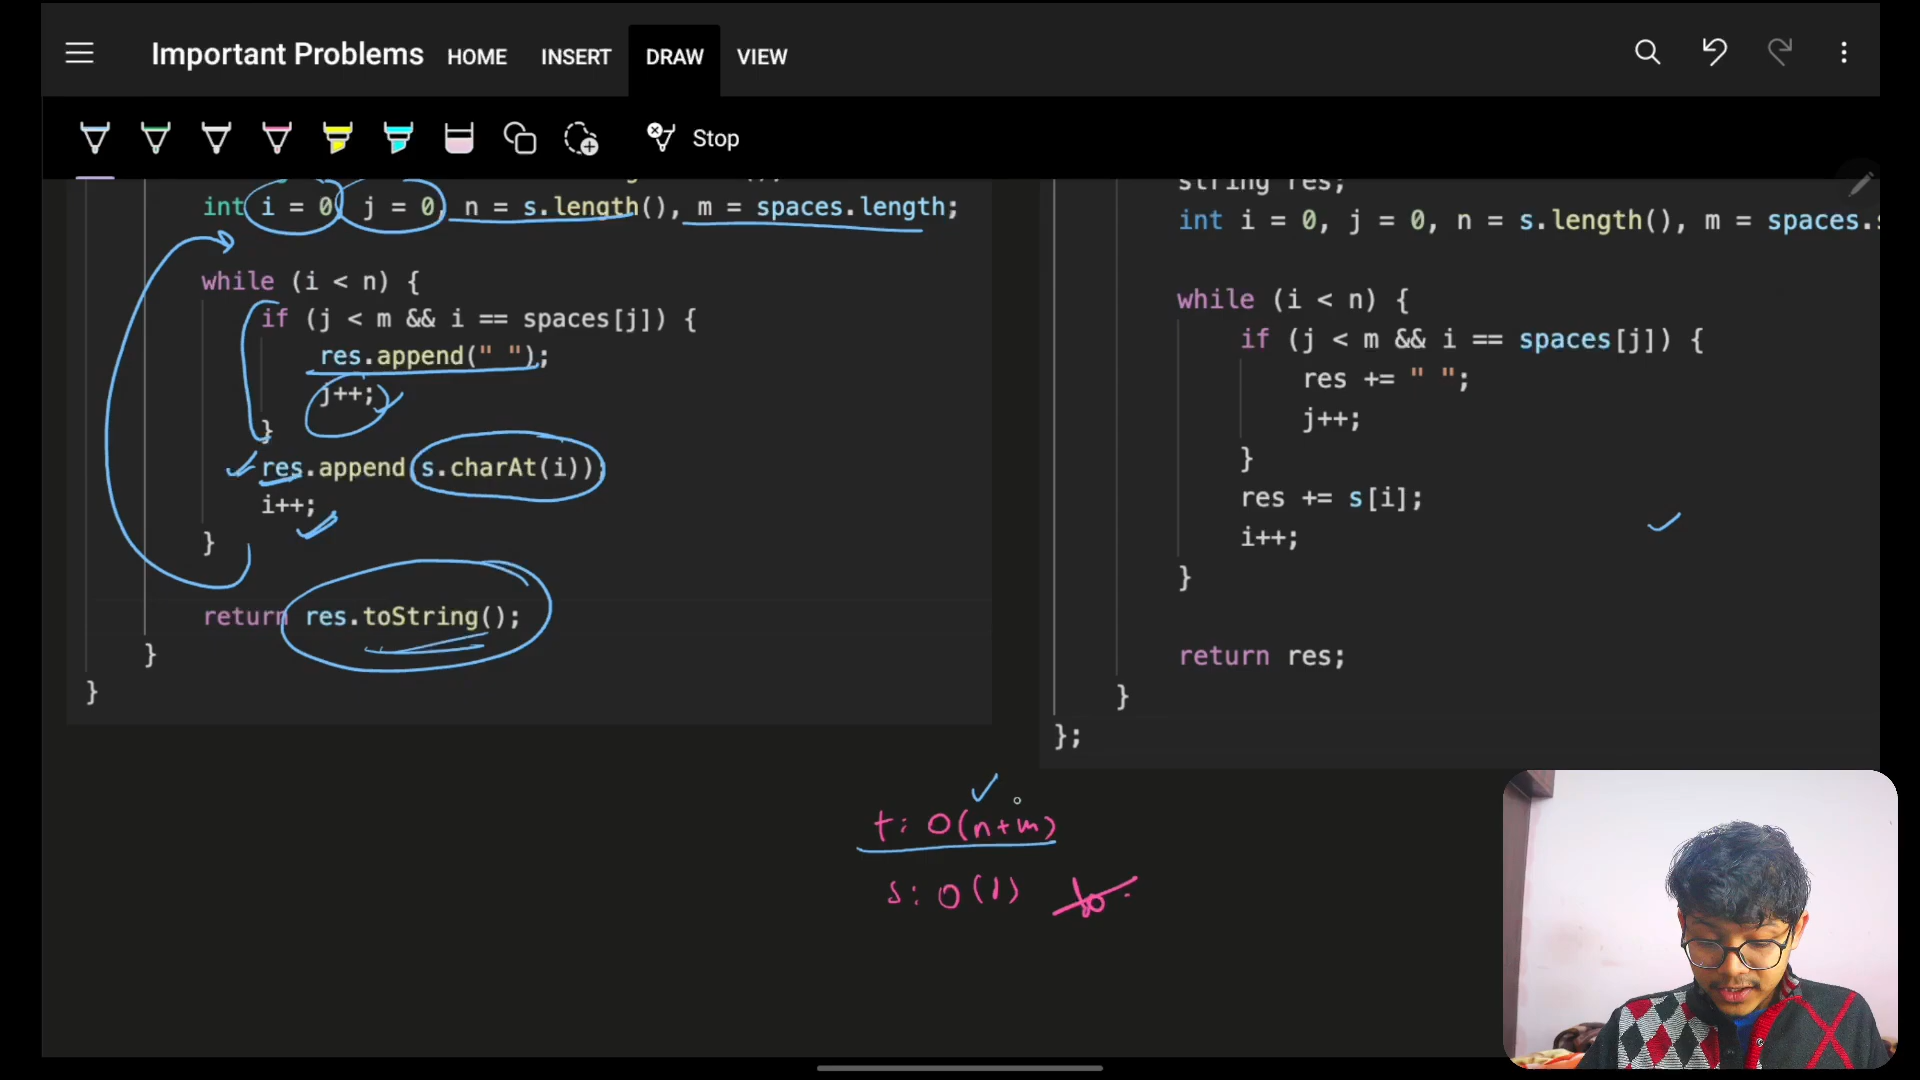 Important Problems HOME INSERT DRAW VIEW
Stop
int i = 0, j = 0, n = s.length(), m = spaces.length;
while (i < n) {
if (j < m && i == spaces[j]) {
res.append(" ");
j++;
}
res.append(s.charAt(i))
i++;
}
return res.toString();
}
}
string res;
int i = 0, j = 0, n = s.length(), m = spaces.s
while (i < n) {
if (j < m && i == spaces[j]) {
res += " ";
j++;
}
res += s[i];
i++;
}
return res;
}
};
t: O(n+m)
s: O(1)